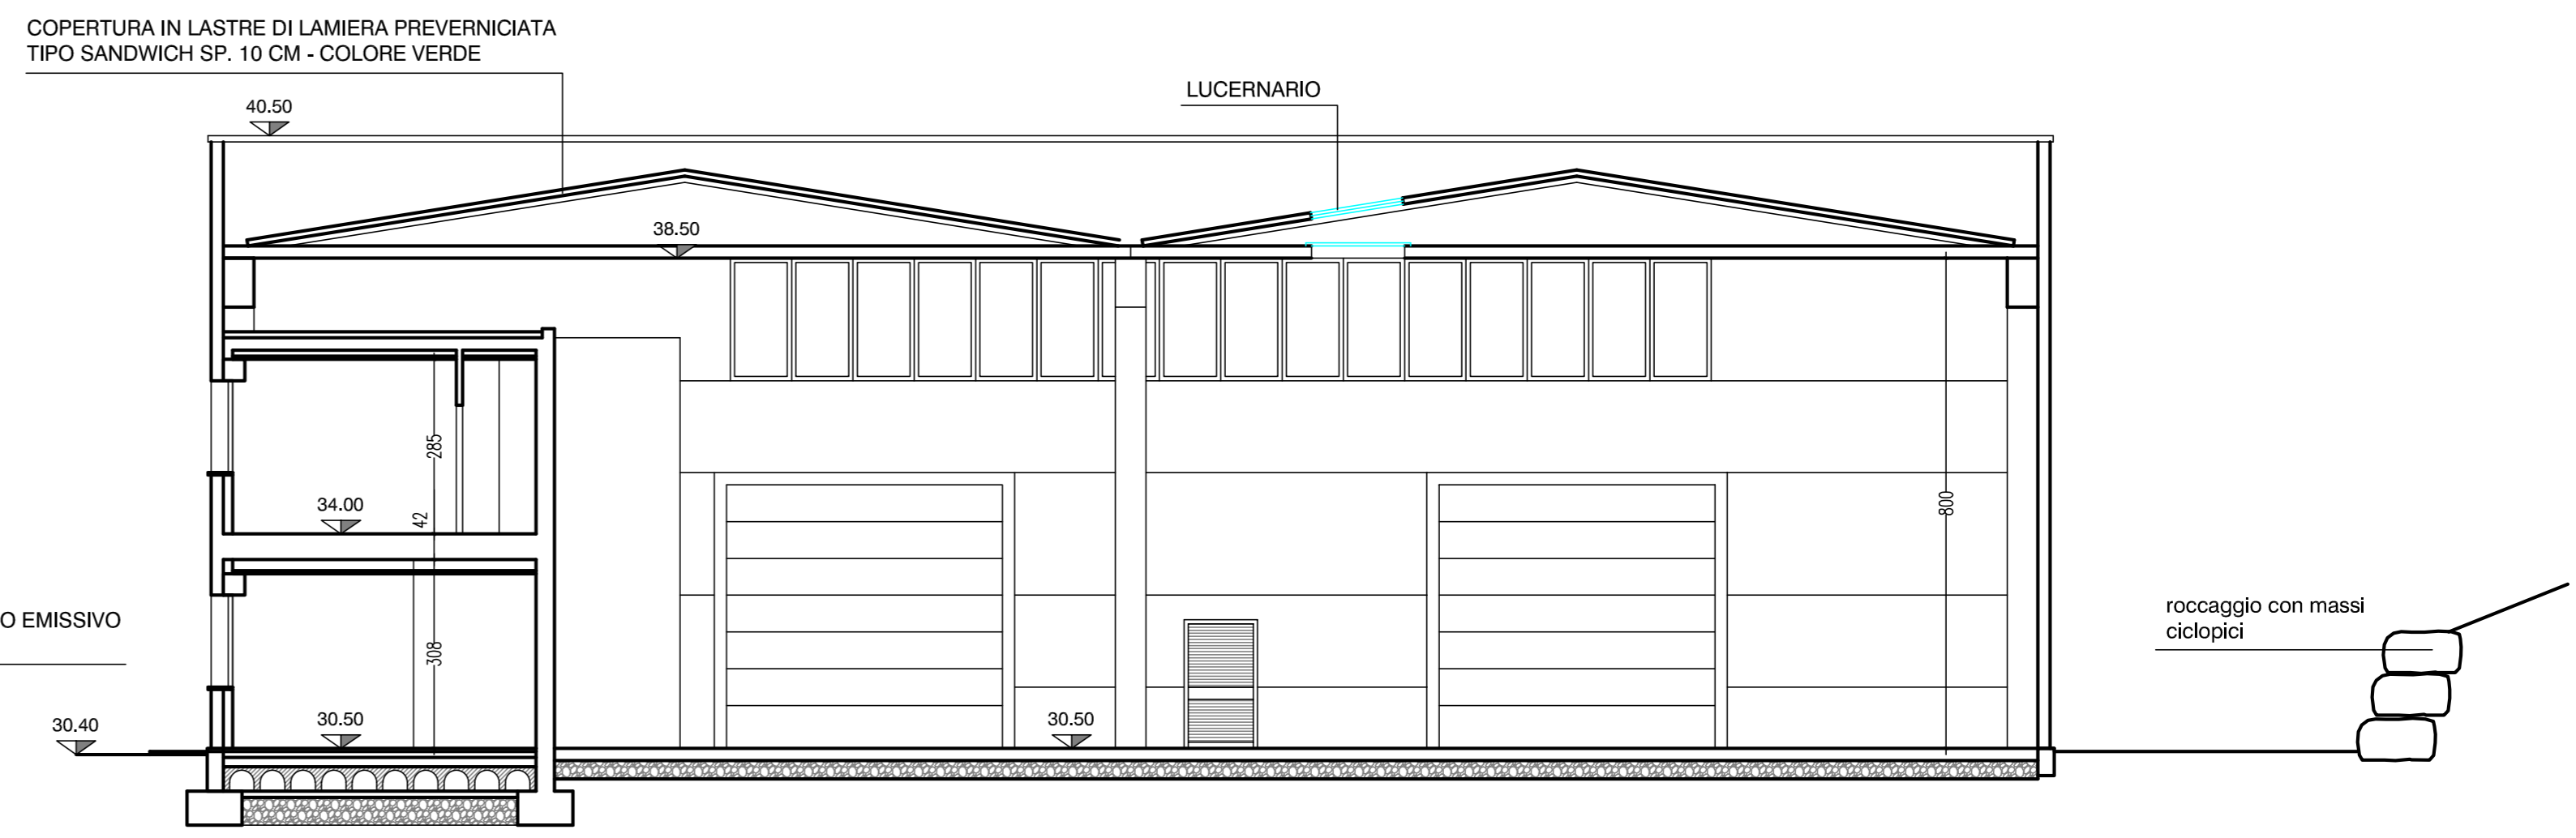 COPERTURA IN LASTRE DI LAMIERA PREVERNICIATA
TIPO SANDWICH SP. 10 CM - COLORE VERDE
LUCERNARIO
40.50
38.50
285
34.00
42
800
O EMISSIVO
308
roccaggio con massi
ciclopici
30.40
30.50
30.50